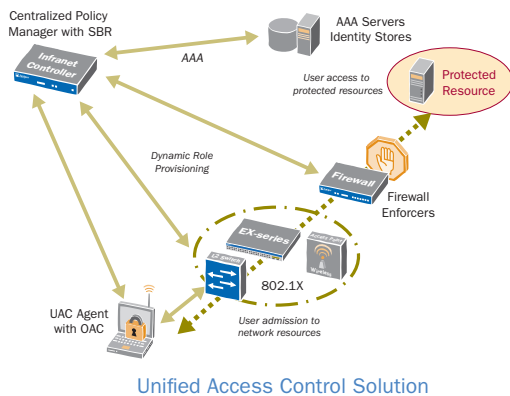 Centralized Policy
Manager with SBR
Infranet
Controller
AAA
AAA Servers
Identity Stores
User access to
protected resources
Protected
Resource
Dynamic Role
Provisioning
Firewall
Firewall
Enforcers
EX-series
Wireless
802.1X
UAC Agent
with OAC
User admission to
network resources
Unified Access Control Solution